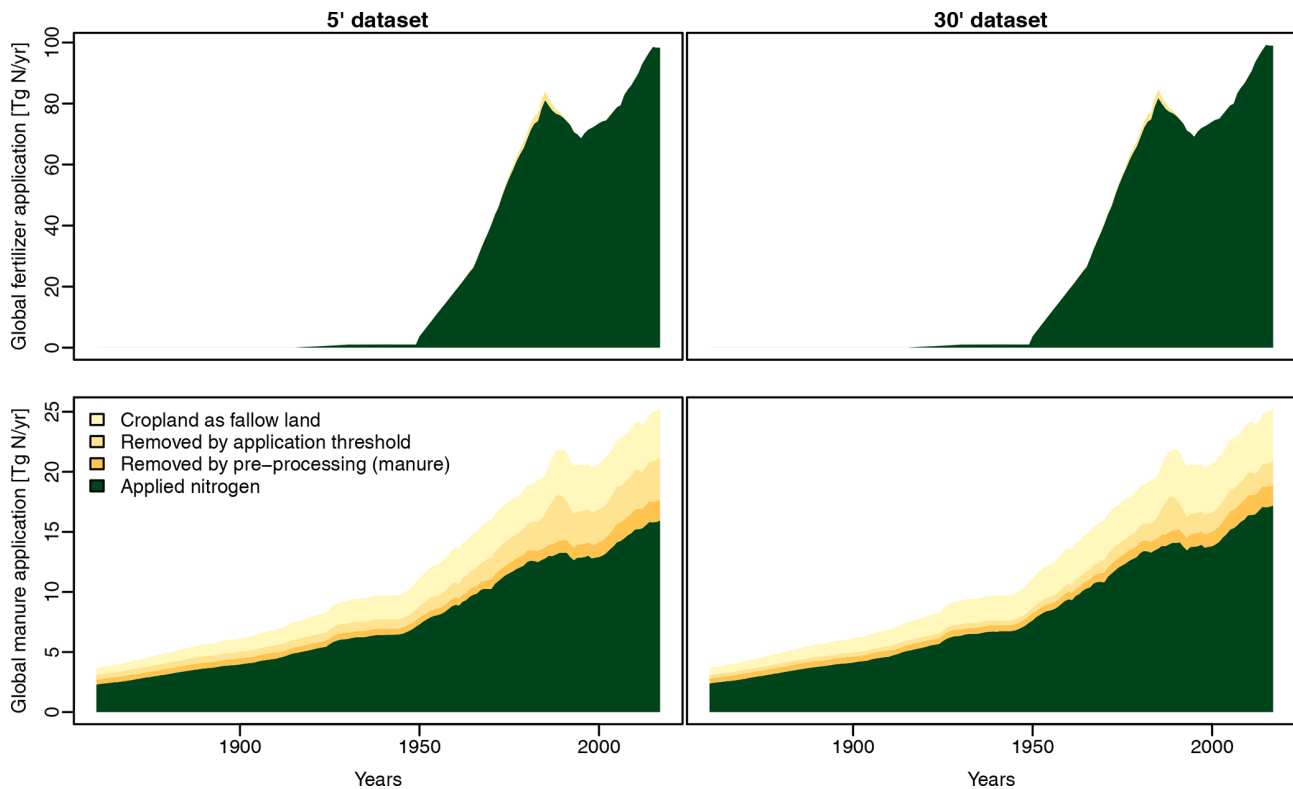 5' dataset
30' dataset
Global fertilizer application [Tg N/yr]
100
80
60
40
20
0
Global manure application [Tg N/yr]
25
20
15
10
5
0
Cropland as fallow land
Removed by application threshold
Removed by pre−processing (manure)
Applied nitrogen
1900
1950
2000
1900
1950
2000
Years
Years